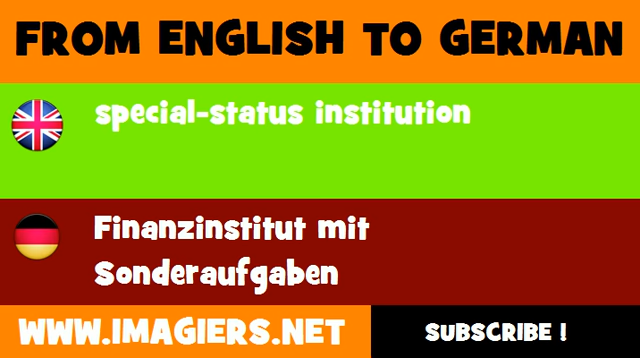 FROM ENGLISH TO GERMAN
special-status institution
Finanzinstitut mit
Sonderaufgaben
WWW.IMAGIERS.NET
SUBSCRIBE !